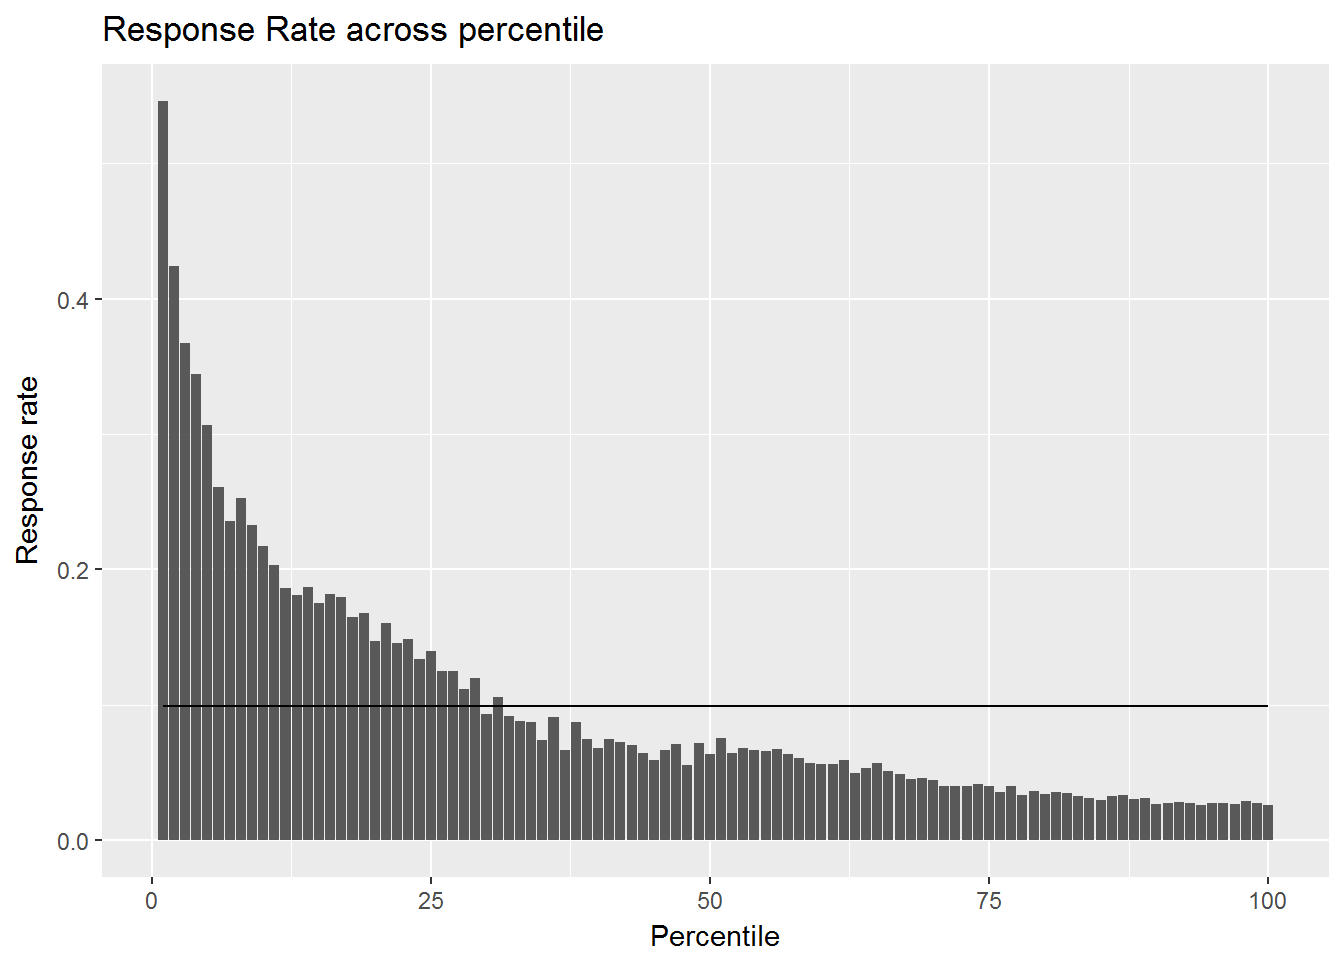 Response Rate across percentile
Response rate
0.4
0.2
0.0
0 25 50 75 100
Percentile